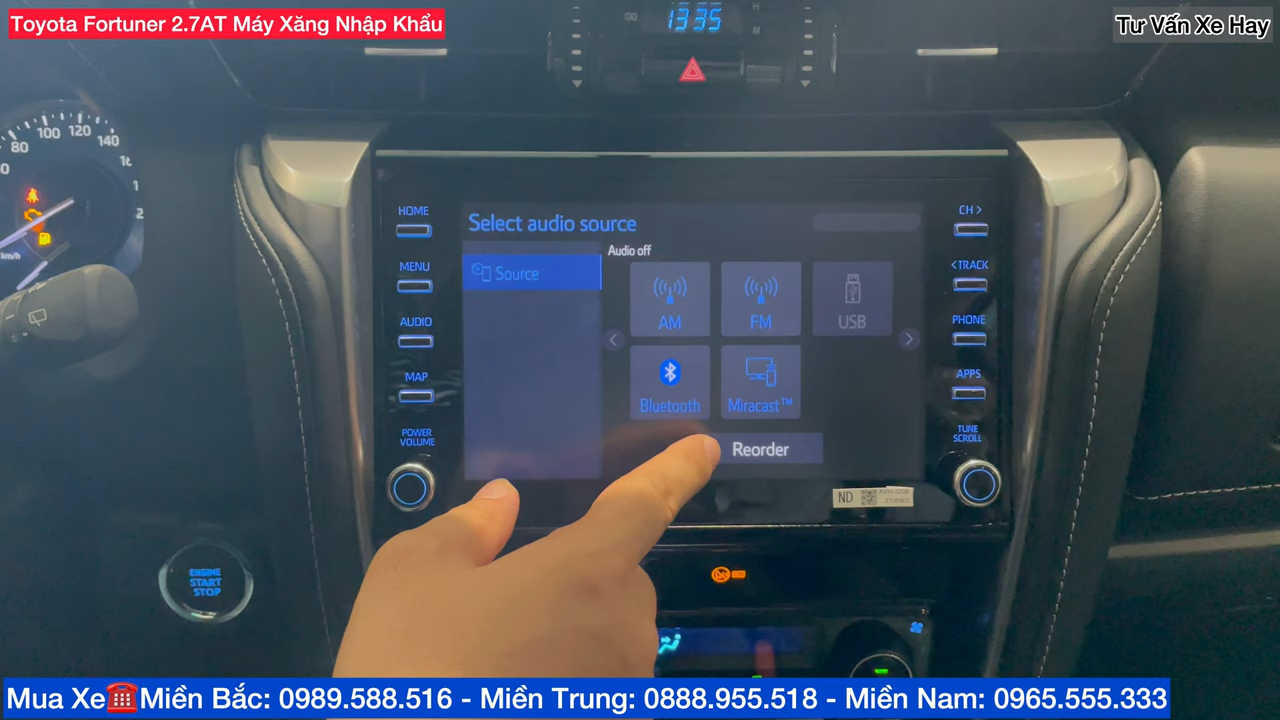 Toyota Fortuner 2.7AT Máy Xăng Nhập Khẩu
Tư Vấn Xe Hay
13:35
H
M
80
100
120
140
km/h
HOME
MENU
AUDIO
MAP
POWER
VOLUME
Select audio source
Source
Audio off
AM
FM
USB
Bluetooth
Miracast™
Reorder
CH >
<TRACK
PHONE
APPS
TUNE
SCROLL
ND
ENGINE
START
STOP
Mua Xe☎️Miền Bắc: 0989.588.516 - Miền Trung: 0888.955.518 - Miền Nam: 0965.555.333